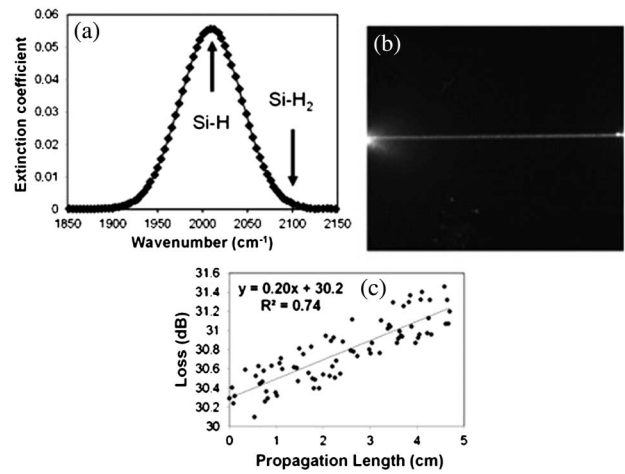 (a)
Extinction coefficient
0.06
0.05
0.04
0.03
0.02
0.01
0
Si-H
Si-H₂
1850 1900 1950 2000 2050 2100 2150
Wavenumber (cm⁻¹)
(b)
(c)
y = 0.20x + 30.2
R² = 0.74
Loss (dB)
31.6
31.4
31.2
31
30.8
30.6
30.4
30.2
30
0 1 2 3 4 5
Propagation Length (cm)